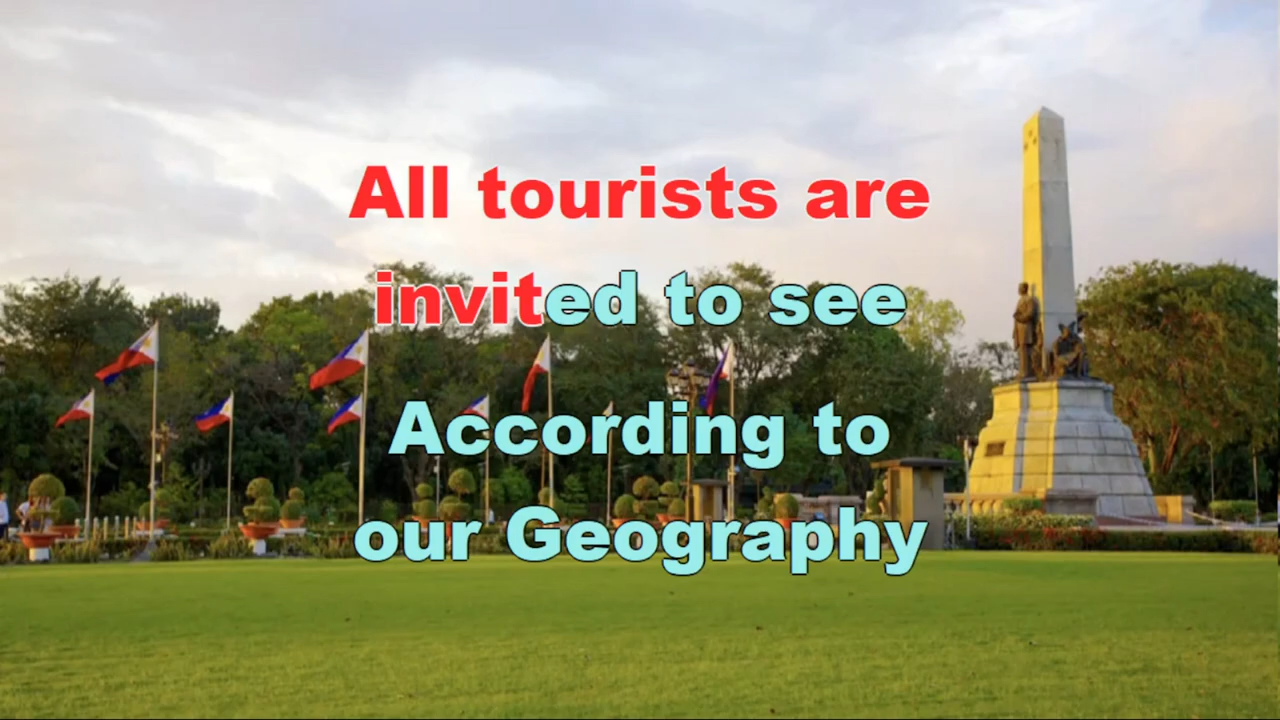 All tourists are
invited to see
According to
our Geography